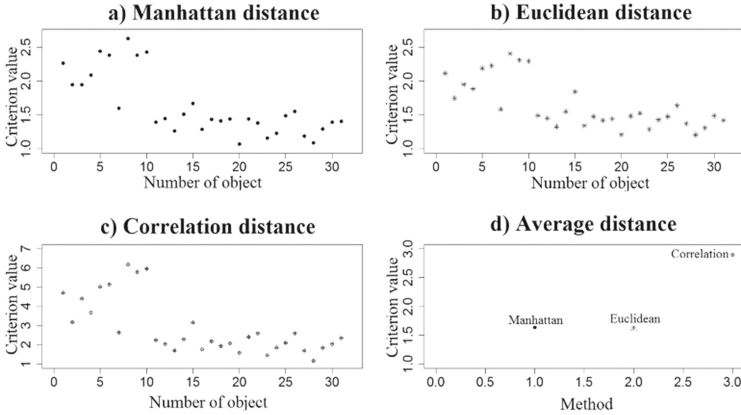 a) Manhattan distance
Criterion value
2.5
2.0
1.5
1.0
0 5 10 15 20 25 30
Number of object
b) Euclidean distance
Criterion value
2.5
2.0
1.5
1.0
0 5 10 15 20 25 30
Number of object
c) Correlation distance
Criterion value
7
6
5
4
3
2
1
0 5 10 15 20 25 30
Number of object
d) Average distance
Criterion value
3.0
2.5
2.0
1.5
1.0
Correlation
Manhattan
Euclidean
0.0 0.5 1.0 1.5 2.0 2.5 3.0
Method